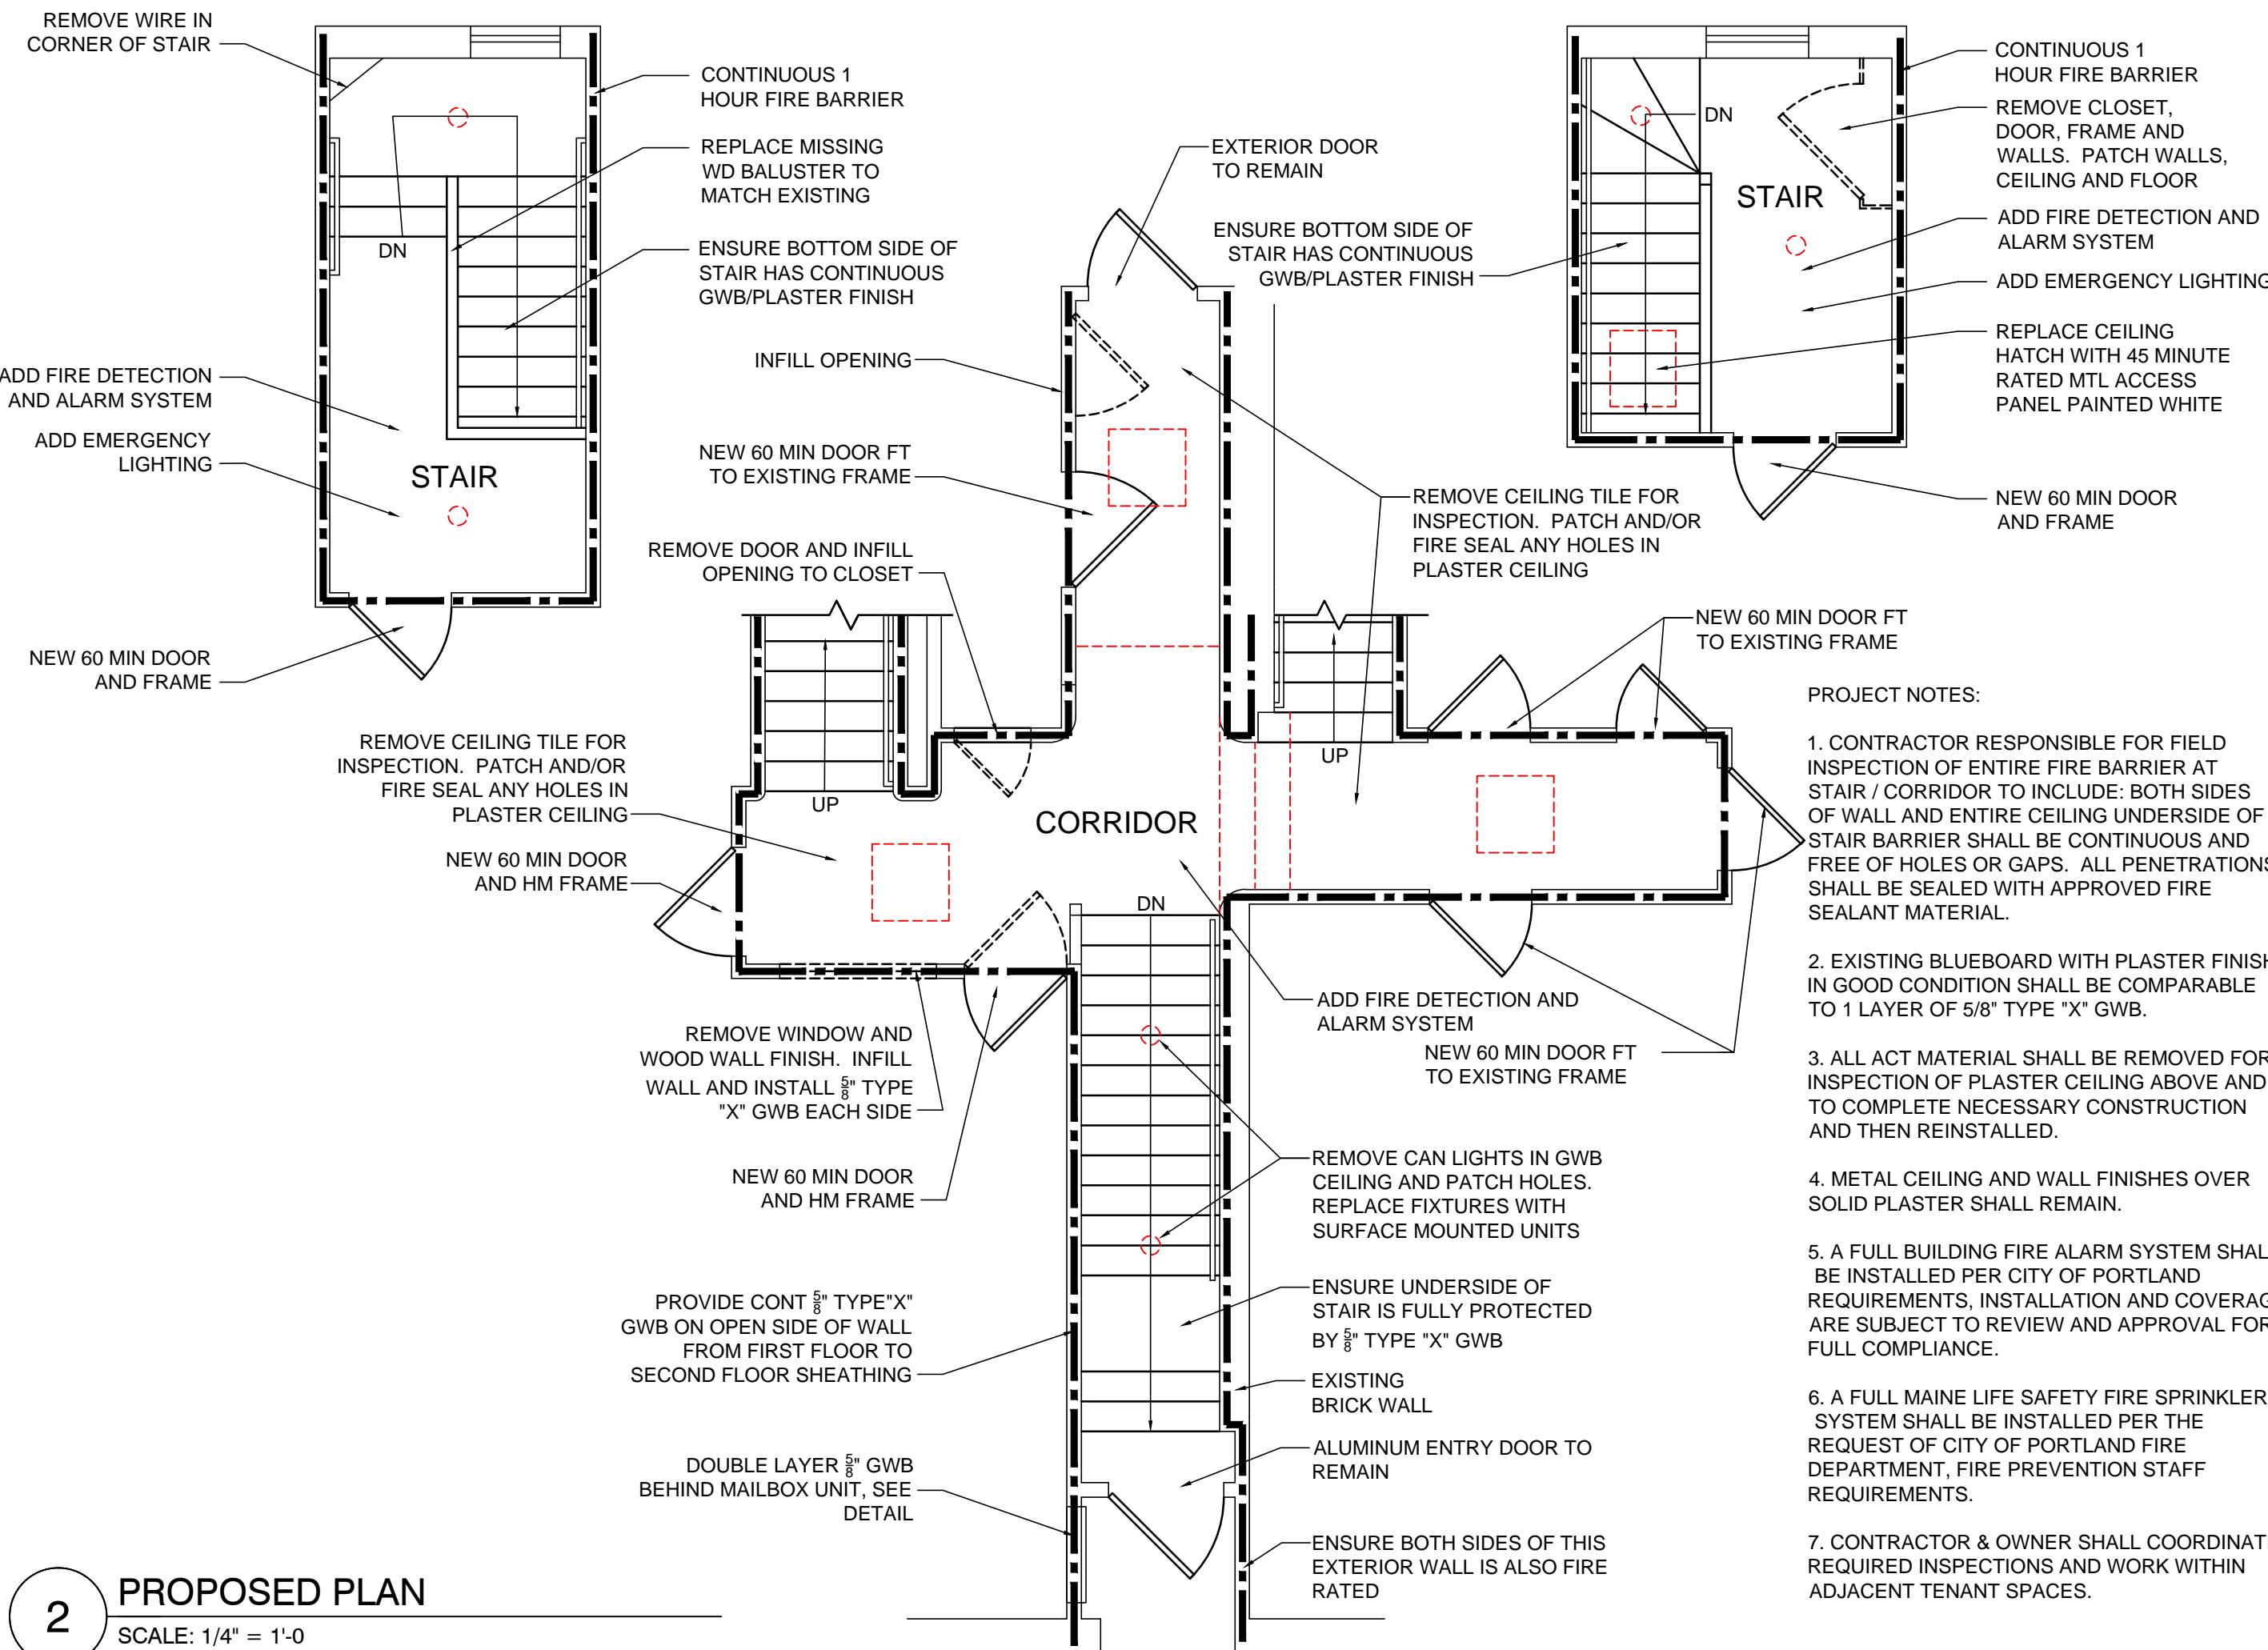 REMOVE WIRE IN
CORNER OF STAIR
CONTINUOUS 1
HOUR FIRE BARRIER
REPLACE MISSING
WD BALUSTER TO
MATCH EXISTING
DN
ENSURE BOTTOM SIDE OF
STAIR HAS CONTINUOUS
GWB/PLASTER FINISH
ADD FIRE DETECTION
AND ALARM SYSTEM
ADD EMERGENCY
LIGHTING
STAIR
NEW 60 MIN DOOR
AND FRAME
EXTERIOR DOOR
TO REMAIN
ENSURE BOTTOM SIDE OF
STAIR HAS CONTINUOUS
GWB/PLASTER FINISH
DN
STAIR
CONTINUOUS 1
HOUR FIRE BARRIER
REMOVE CLOSET,
DOOR, FRAME AND
WALLS. PATCH WALLS,
CEILING AND FLOOR
ADD FIRE DETECTION AND
ALARM SYSTEM
ADD EMERGENCY LIGHTING
REPLACE CEILING
HATCH WITH 45 MINUTE
RATED MTL ACCESS
PANEL PAINTED WHITE
NEW 60 MIN DOOR
AND FRAME
INFILL OPENING
NEW 60 MIN DOOR FT
TO EXISTING FRAME
REMOVE DOOR AND INFILL
OPENING TO CLOSET
REMOVE CEILING TILE FOR
INSPECTION. PATCH AND/OR
FIRE SEAL ANY HOLES IN
PLASTER CEILING
NEW 60 MIN DOOR FT
TO EXISTING FRAME
REMOVE CEILING TILE FOR
INSPECTION. PATCH AND/OR
FIRE SEAL ANY HOLES IN
PLASTER CEILING
UP
UP
CORRIDOR
NEW 60 MIN DOOR
AND HM FRAME
DN
REMOVE WINDOW AND
WOOD WALL FINISH. INFILL
WALL AND INSTALL 5/8" TYPE
"X" GWB EACH SIDE
ADD FIRE DETECTION AND
ALARM SYSTEM
NEW 60 MIN DOOR FT
TO EXISTING FRAME
NEW 60 MIN DOOR
AND HM FRAME
REMOVE CAN LIGHTS IN GWB
CEILING AND PATCH HOLES.
REPLACE FIXTURES WITH
SURFACE MOUNTED UNITS
PROVIDE CONT 5/8" TYPE"X"
GWB ON OPEN SIDE OF WALL
FROM FIRST FLOOR TO
SECOND FLOOR SHEATHING
ENSURE UNDERSIDE OF
STAIR IS FULLY PROTECTED
BY 5/8" TYPE "X" GWB
EXISTING
BRICK WALL
ALUMINUM ENTRY DOOR TO
REMAIN
DOUBLE LAYER 5/8" GWB
BEHIND MAILBOX UNIT, SEE
DETAIL
ENSURE BOTH SIDES OF THIS
EXTERIOR WALL IS ALSO FIRE
RATED
PROJECT NOTES:
1. CONTRACTOR RESPONSIBLE FOR FIELD
INSPECTION OF ENTIRE FIRE BARRIER AT
STAIR / CORRIDOR TO INCLUDE: BOTH SIDES
OF WALL AND ENTIRE CEILING UNDERSIDE OF
STAIR BARRIER SHALL BE CONTINUOUS AND
FREE OF HOLES OR GAPS. ALL PENETRATIONS
SHALL BE SEALED WITH APPROVED FIRE
SEALANT MATERIAL.
2. EXISTING BLUEBOARD WITH PLASTER FINISH
IN GOOD CONDITION SHALL BE COMPARABLE
TO 1 LAYER OF 5/8" TYPE "X" GWB.
3. ALL ACT MATERIAL SHALL BE REMOVED FOR
INSPECTION OF PLASTER CEILING ABOVE AND
TO COMPLETE NECESSARY CONSTRUCTION
AND THEN REINSTALLED.
4. METAL CEILING AND WALL FINISHES OVER
SOLID PLASTER SHALL REMAIN.
5. A FULL BUILDING FIRE ALARM SYSTEM SHAL
BE INSTALLED PER CITY OF PORTLAND
REQUIREMENTS, INSTALLATION AND COVERAG
ARE SUBJECT TO REVIEW AND APPROVAL FOR
FULL COMPLIANCE.
6. A FULL MAINE LIFE SAFETY FIRE SPRINKLER
SYSTEM SHALL BE INSTALLED PER THE
REQUEST OF CITY OF PORTLAND FIRE
DEPARTMENT, FIRE PREVENTION STAFF
REQUIREMENTS.
7. CONTRACTOR & OWNER SHALL COORDINAT
REQUIRED INSPECTIONS AND WORK WITHIN
ADJACENT TENANT SPACES.
2
PROPOSED PLAN
SCALE: 1/4" = 1'-0